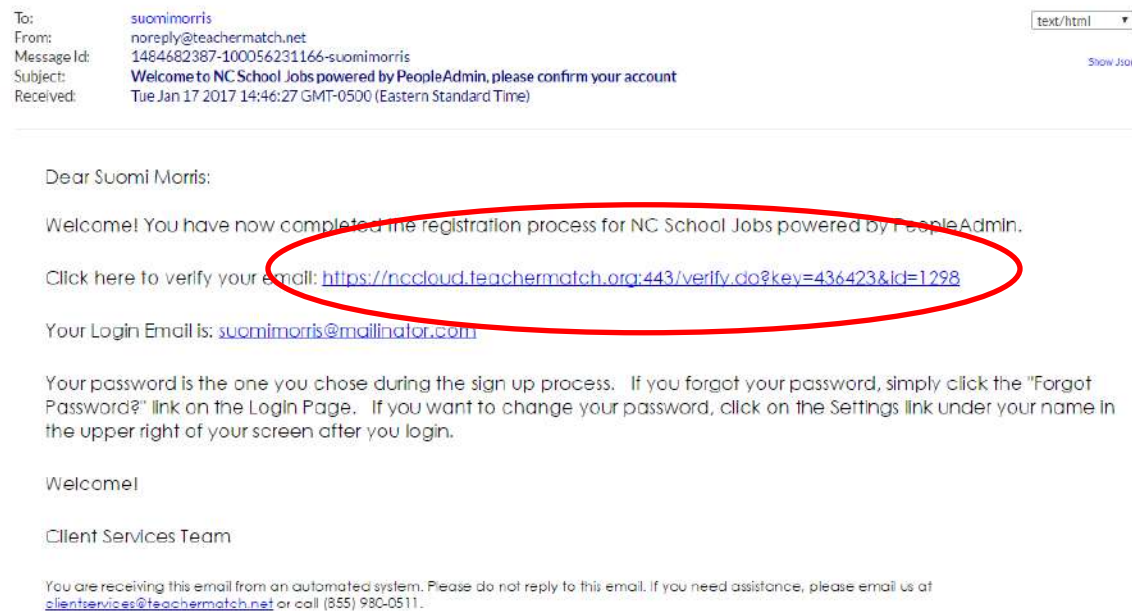 To: suomimorris text/html
From: noreply@teachermatch.net
Message Id: 1484682387-100056231166-suomimorris
Show Json
Subject: Welcome to NC School Jobs powered by PeopleAdmin, please confirm your account
Received: Tue Jan 17 2017 14:46:27 GMT-0500 (Eastern Standard Time)
Dear Suomi Morris:
Welcome! You have now completed the registration process for NC School Jobs powered by PeopleAdmin.
Click here to verify your email: https://nccloud.teachermatch.org:443/verify.do?key=436423&id=1298
Your Login Email is: suomimorris@mailinator.com
Your password is the one you chose during the sign up process. If you forgot your password, simply click the "Forgot
Password?" link on the Login Page. If you want to change your password, click on the Settings link under your name in
the upper right of your screen after you login.
Welcome!
Client Services Team
You are receiving this email from an automated system. Please do not reply to this email. If you need assistance, please email us at
clientservices@teachermatch.net or call (855) 980-0511.